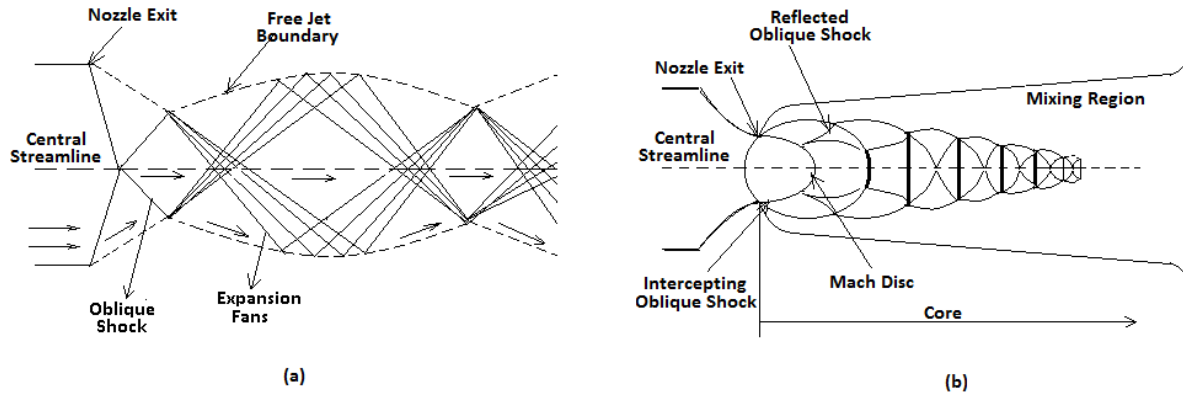 Nozzle Exit
Free Jet
Boundary
Central
Streamline
Oblique
Shock
Expansion
Fans
(a)
Reflected
Oblique Shock
Nozzle Exit
Mixing Region
Central
Streamline
Intercepting
Oblique Shock
Mach Disc
Core
(b)